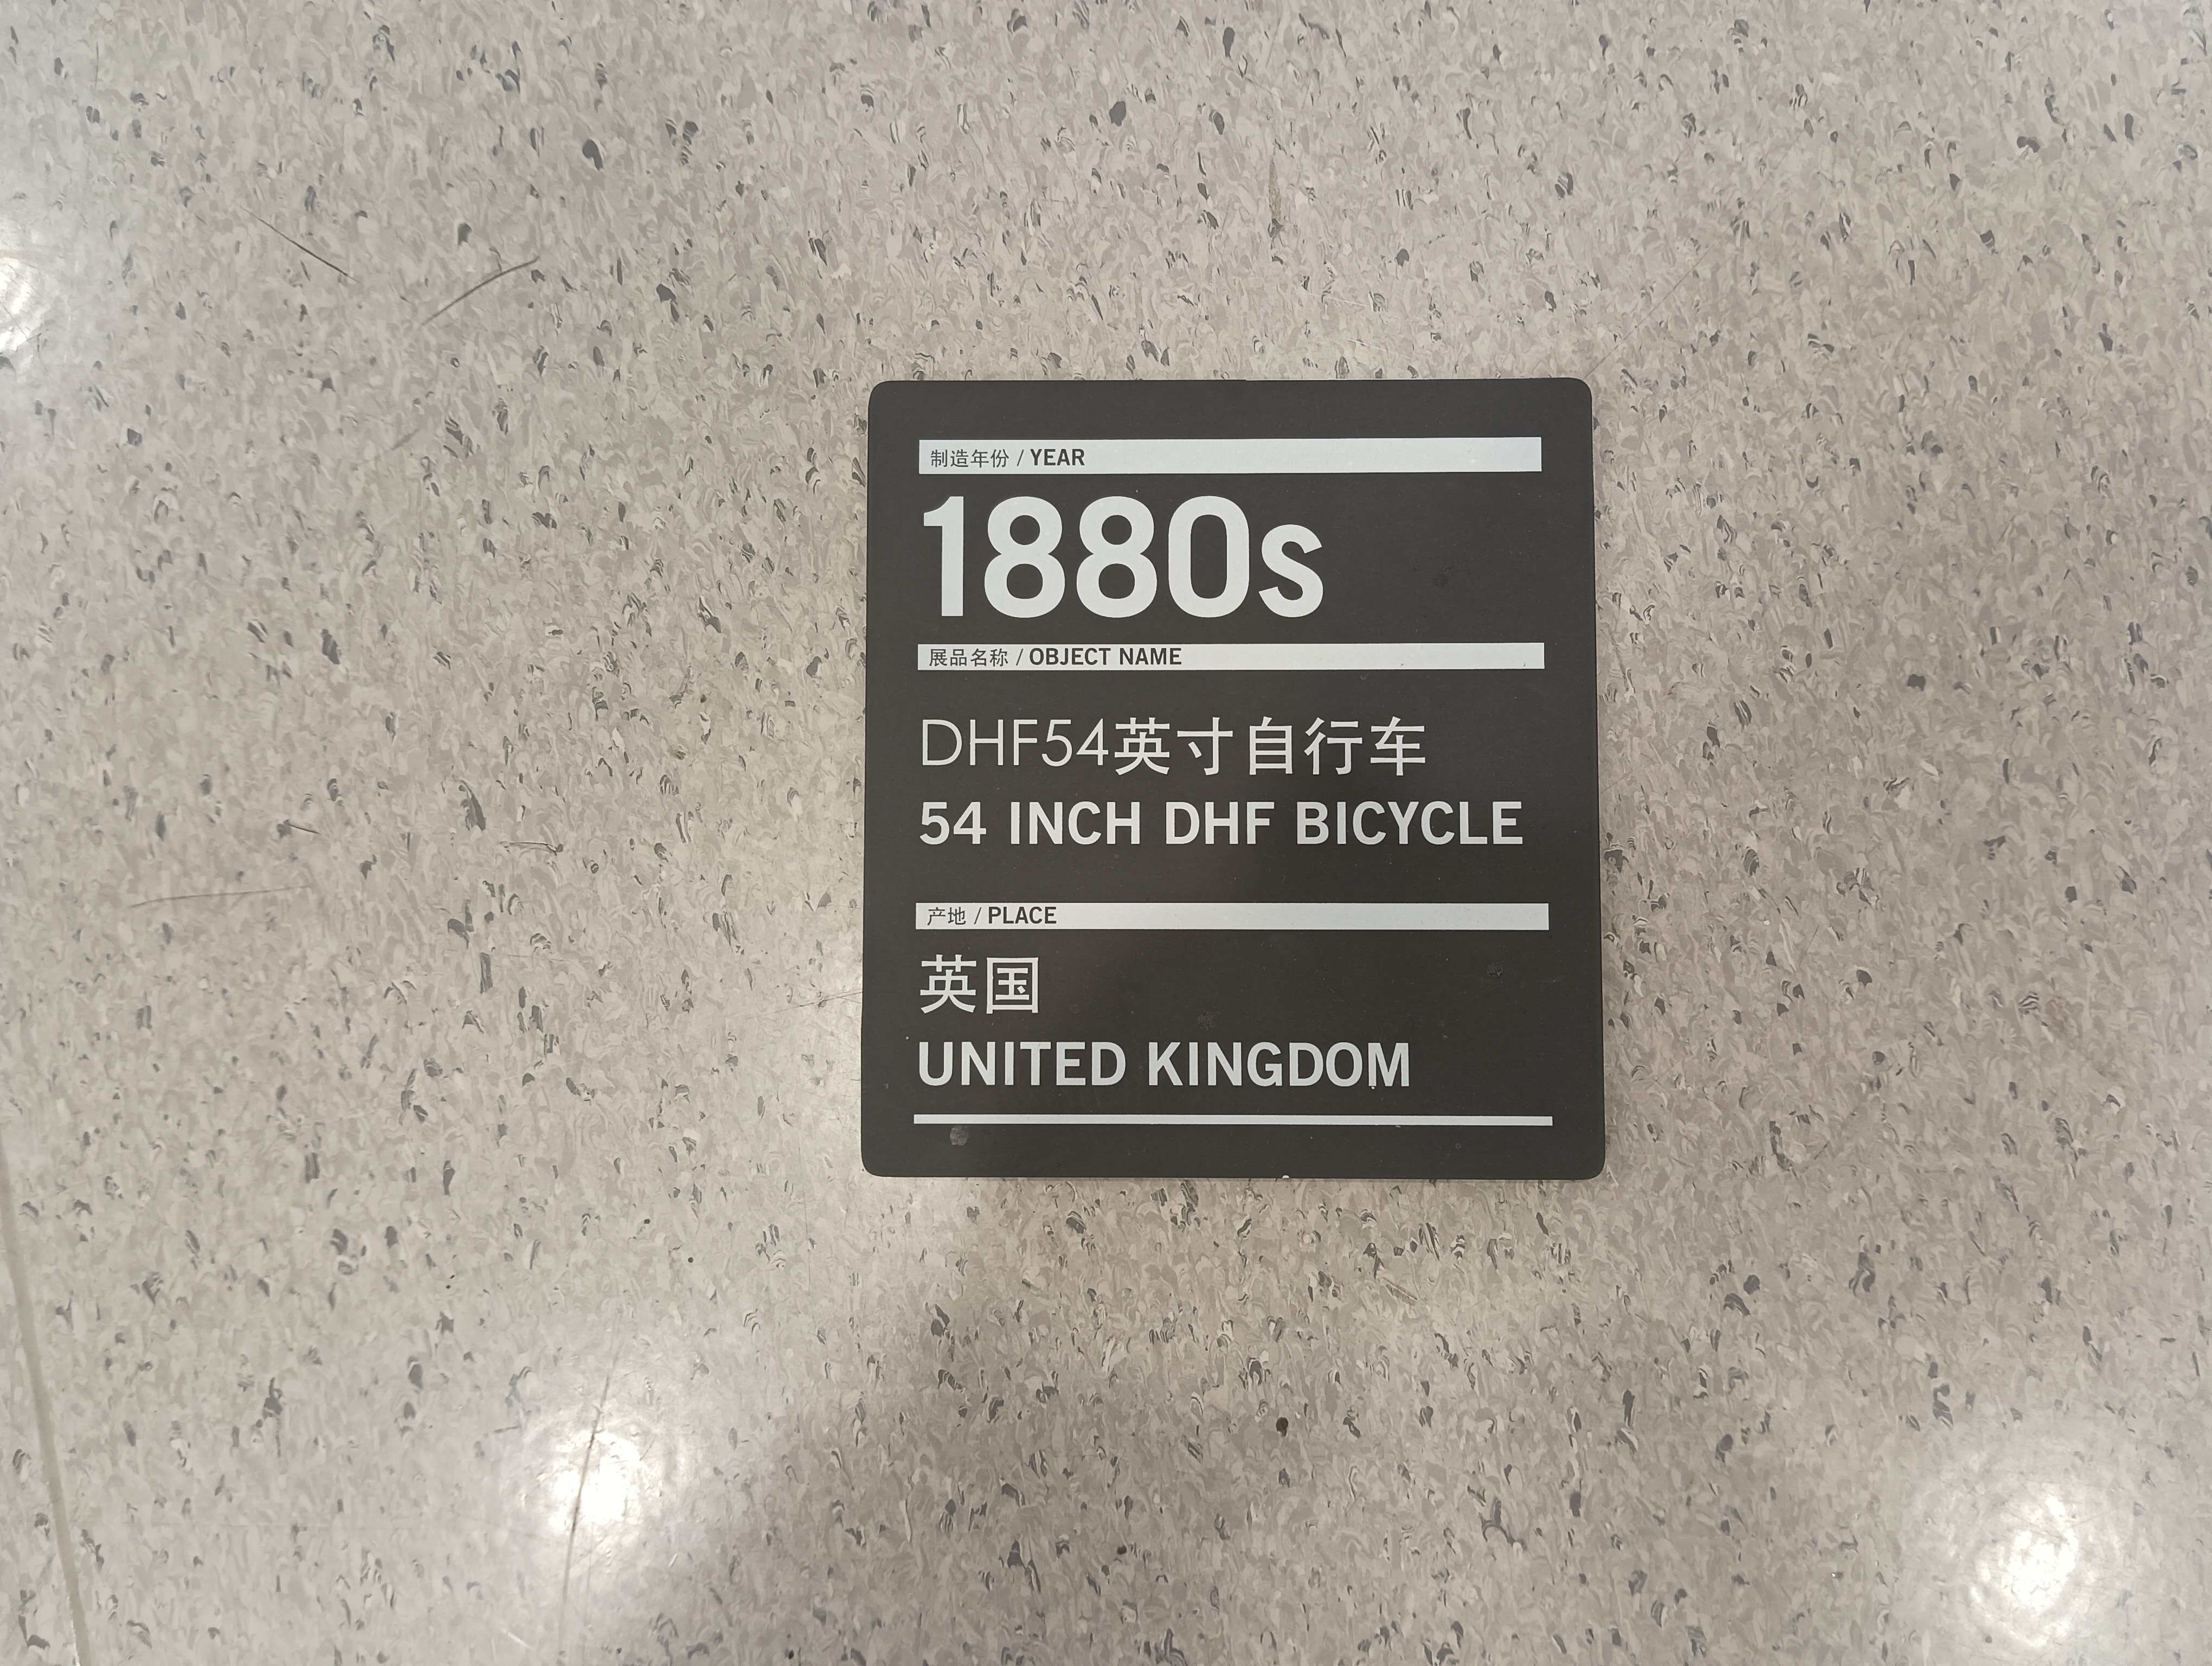 制造年份 / YEAR
1880s
展品名称 / OBJECT NAME
DHF54英寸自行车
54 INCH DHF BICYCLE
产地 / PLACE
英国
UNITED KINGDOM